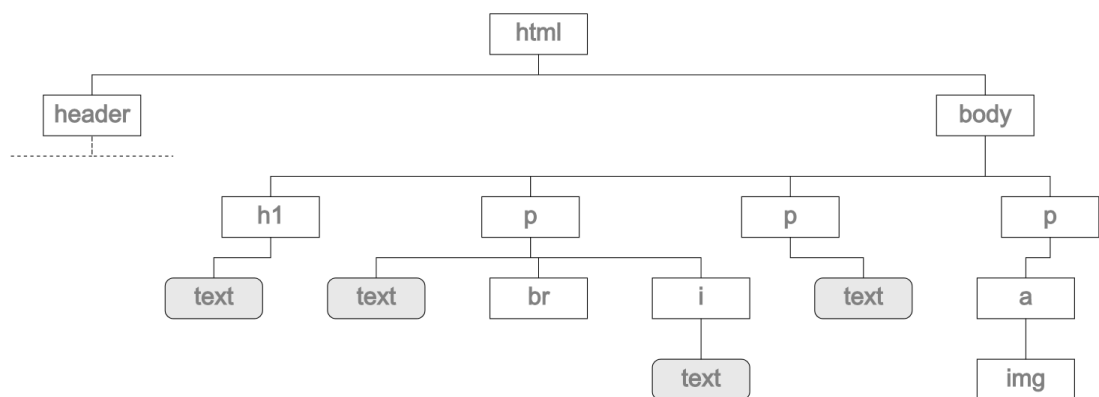 html
header body
h1 p p p
text text br i text a
text img